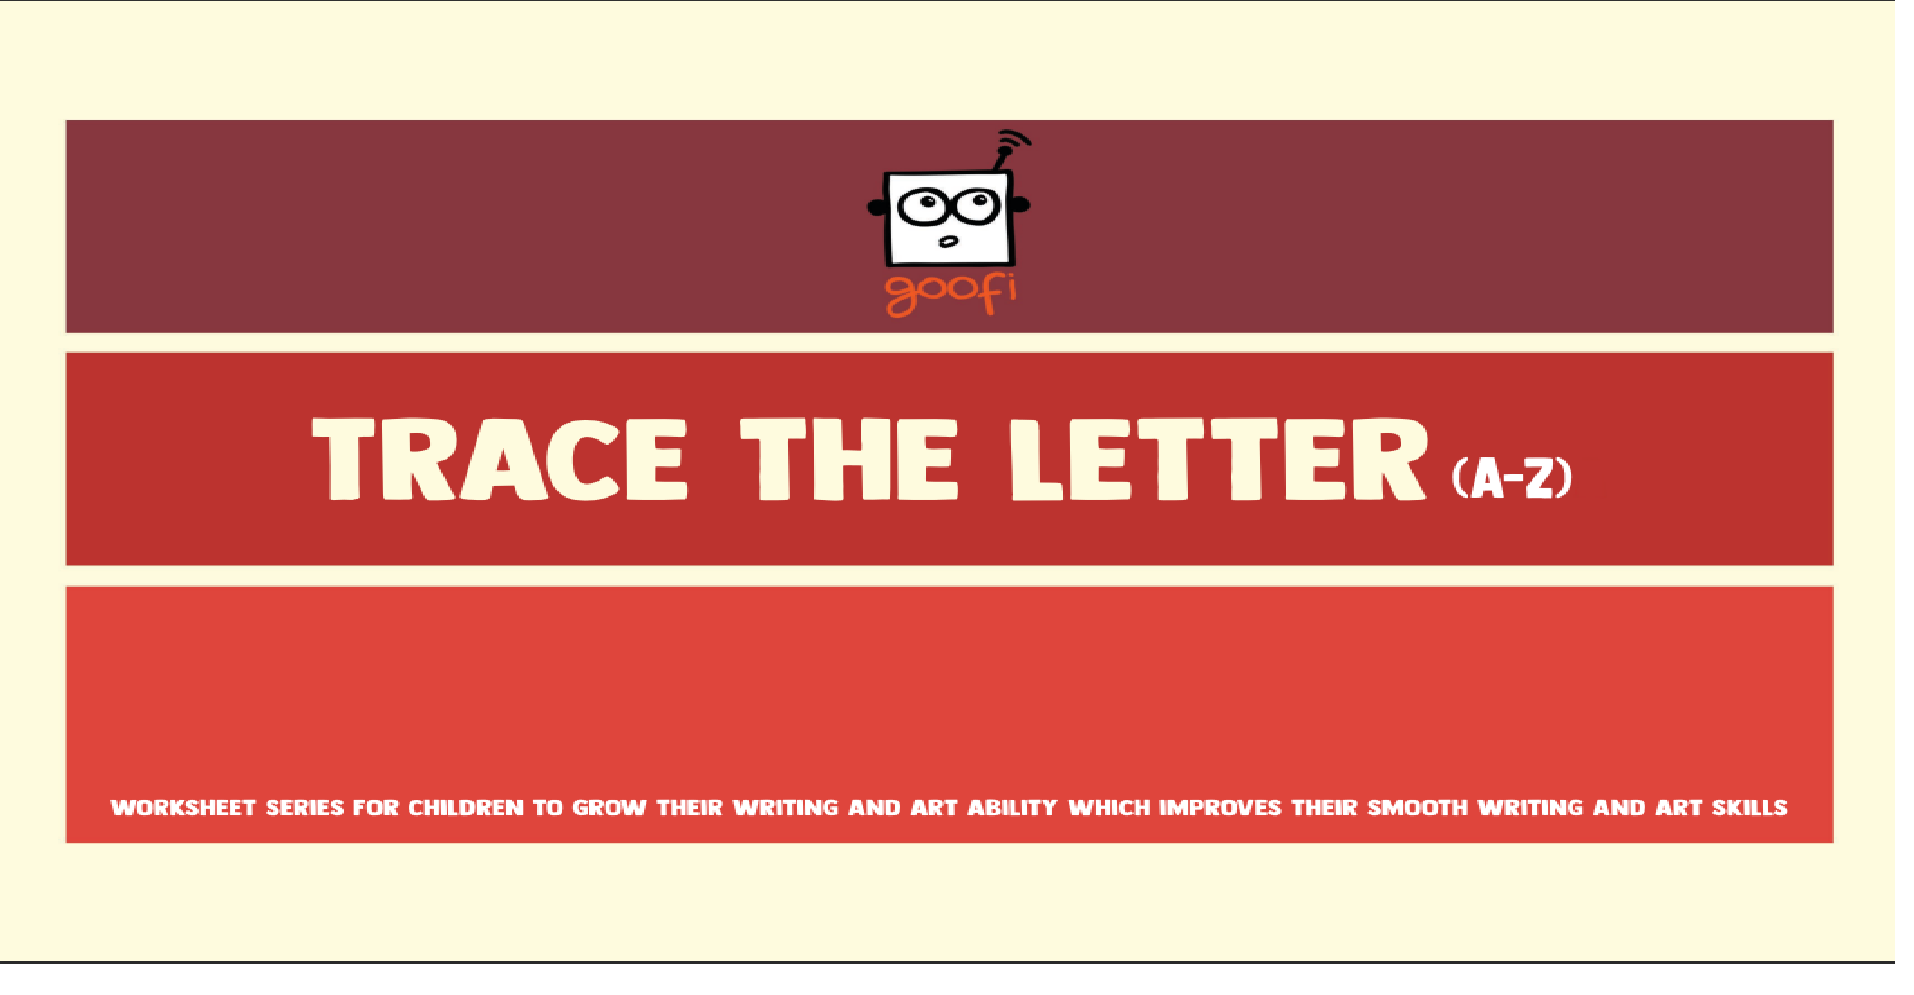 goofi
TRACE THE LETTER (A-Z)
WORKSHEET SERIES FOR CHILDREN TO GROW THEIR WRITING AND ART ABILITY WHICH IMPROVES THEIR SMOOTH WRITING AND ART SKILLS